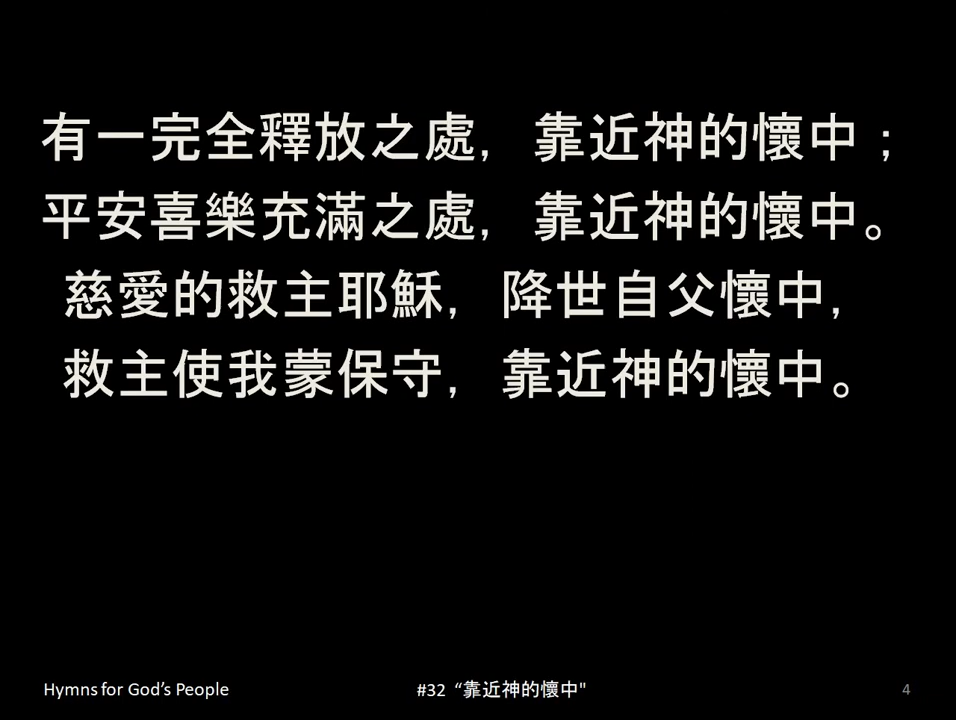 有一完全釋放之處, 靠近神的懷中；
平安喜樂充滿之處, 靠近神的懷中。
慈愛的救主耶穌, 降世自父懷中,
救主使我蒙保守, 靠近神的懷中。
Hymns for God’s People
#32 “靠近神的懷中"
4